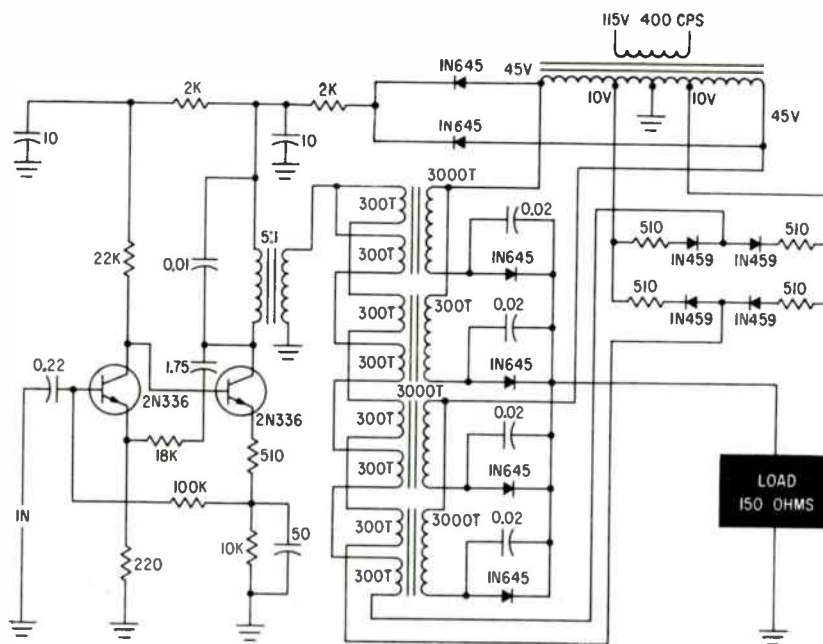 115V 400 CPS
1N645
45V
2K
2K
10V
10V
45V
10
10
1N645
3000T
300T
0.02
5:1
510
510
22K
0.01
300T
1N645
1N459
1N459
300T
3000T
510
510
0.02
1N459
1N459
0.22
1.75
300T
1N645
2N336
2N336
3000T
300T
0.02
18K
510
300T
1N645
LOAD
150 OHMS
100K
IN
300T
3000T
0.02
10K
50
220
300T
1N645